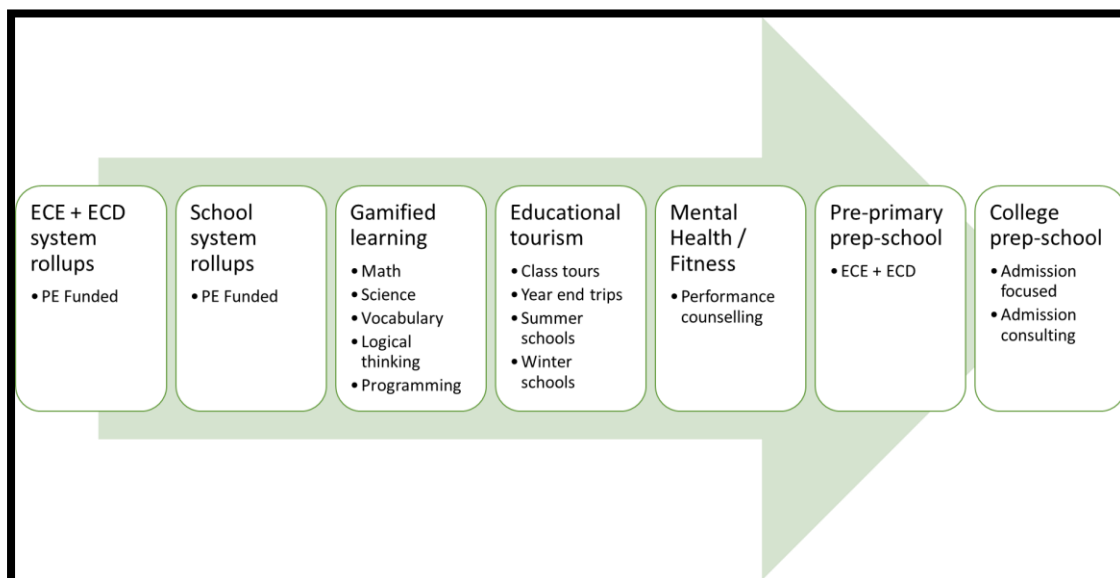 ECE + ECD
system
rollups
• PE Funded
School
system
rollups
• PE Funded
Gamified
learning
• Math
• Science
• Vocabulary
• Logical
thinking
• Programming
Educational
tourism
• Class tours
• Year end trips
• Summer
schools
• Winter
schools
Mental
Health /
Fitness
• Performance
counselling
Pre-primary
prep-school
• ECE + ECD
College
prep-school
• Admission
focused
• Admission
consulting